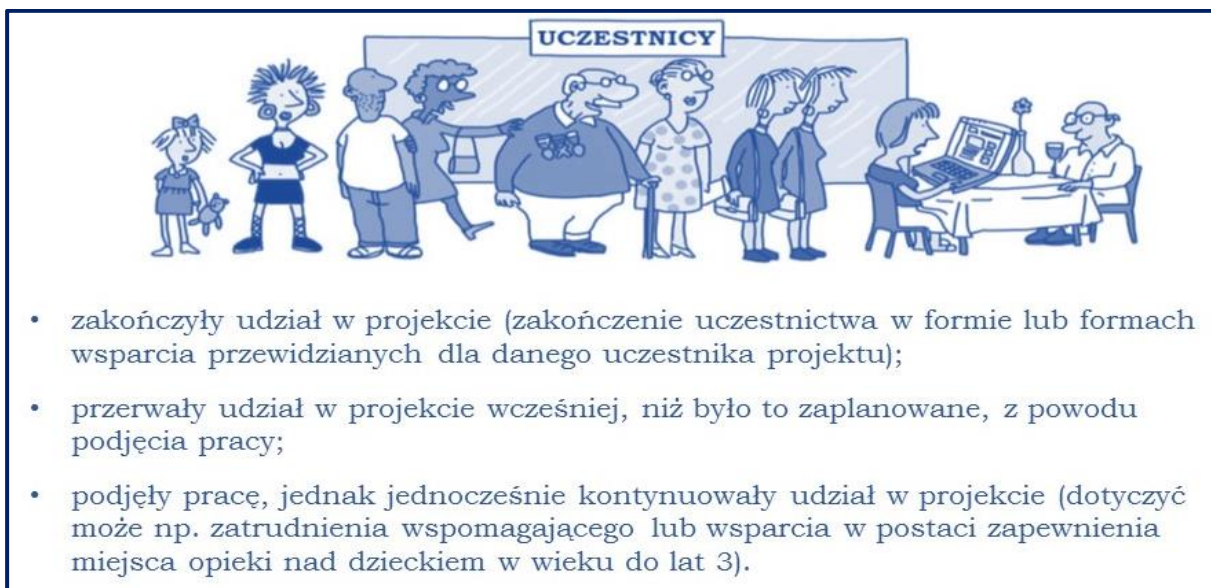 UCZESTNICY
• zakończyły udział w projekcie (zakończenie uczestnictwa w formie lub formach
wsparcia przewidzianych dla danego uczestnika projektu);
• przerwały udział w projekcie wcześniej, niż było to zaplanowane, z powodu
podjęcia pracy;
• podjęły pracę, jednak jednocześnie kontynuowały udział w projekcie (dotyczyć
może np. zatrudnienia wspomagającego lub wsparcia w postaci zapewnienia
miejsca opieki nad dzieckiem w wieku do lat 3).